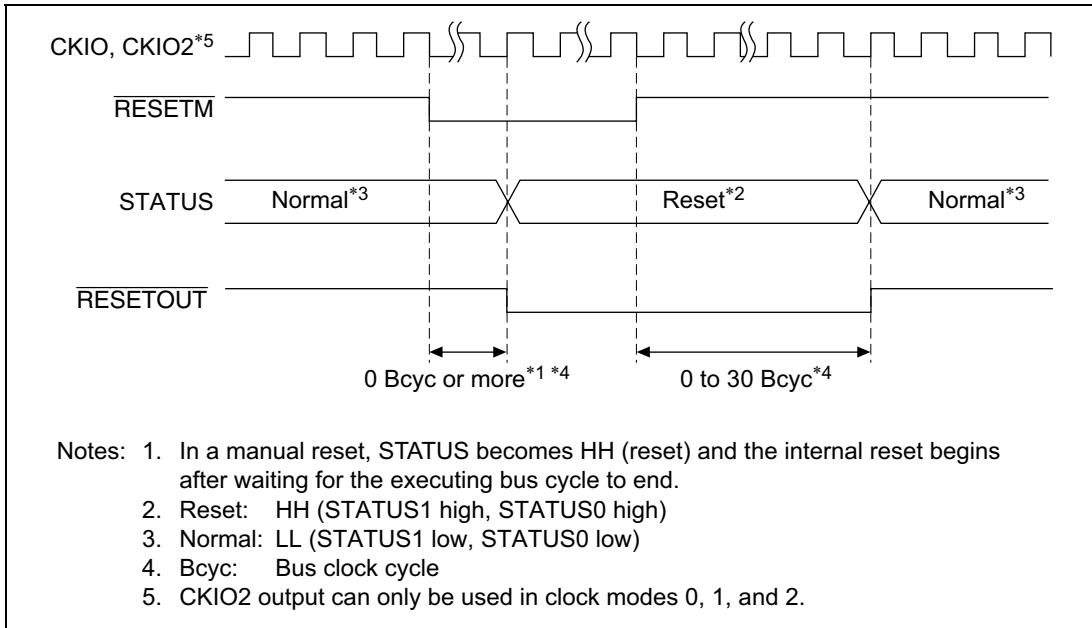 CKIO, CKIO2*5
RESETM
STATUS Normal*3 Reset*2 Normal*3
RESETOUT
0 Bcyc or more*1 *4 0 to 30 Bcyc*4
Notes: 1. In a manual reset, STATUS becomes HH (reset) and the internal reset begins
after waiting for the executing bus cycle to end.
2. Reset: HH (STATUS1 high, STATUS0 high)
3. Normal: LL (STATUS1 low, STATUS0 low)
4. Bcyc: Bus clock cycle
5. CKIO2 output can only be used in clock modes 0, 1, and 2.